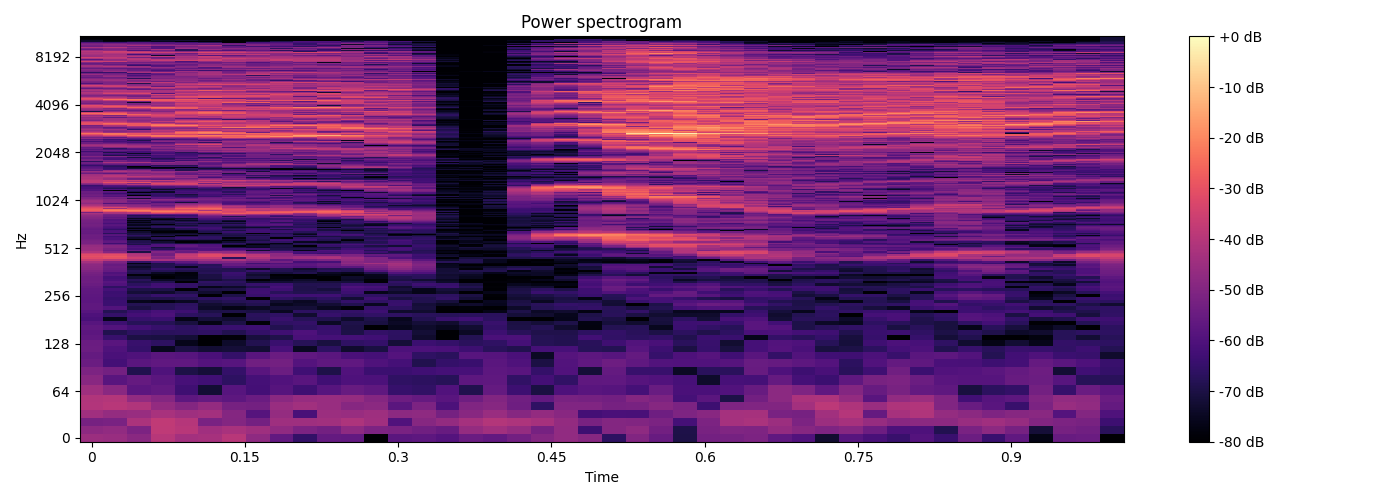 Power spectrogram
8192
4096
2048
1024
512
256
128
64
0
Hz
0 0.15 0.3 0.45 0.6 0.75 0.9
Time
+0 dB
-10 dB
-20 dB
-30 dB
-40 dB
-50 dB
-60 dB
-70 dB
-80 dB